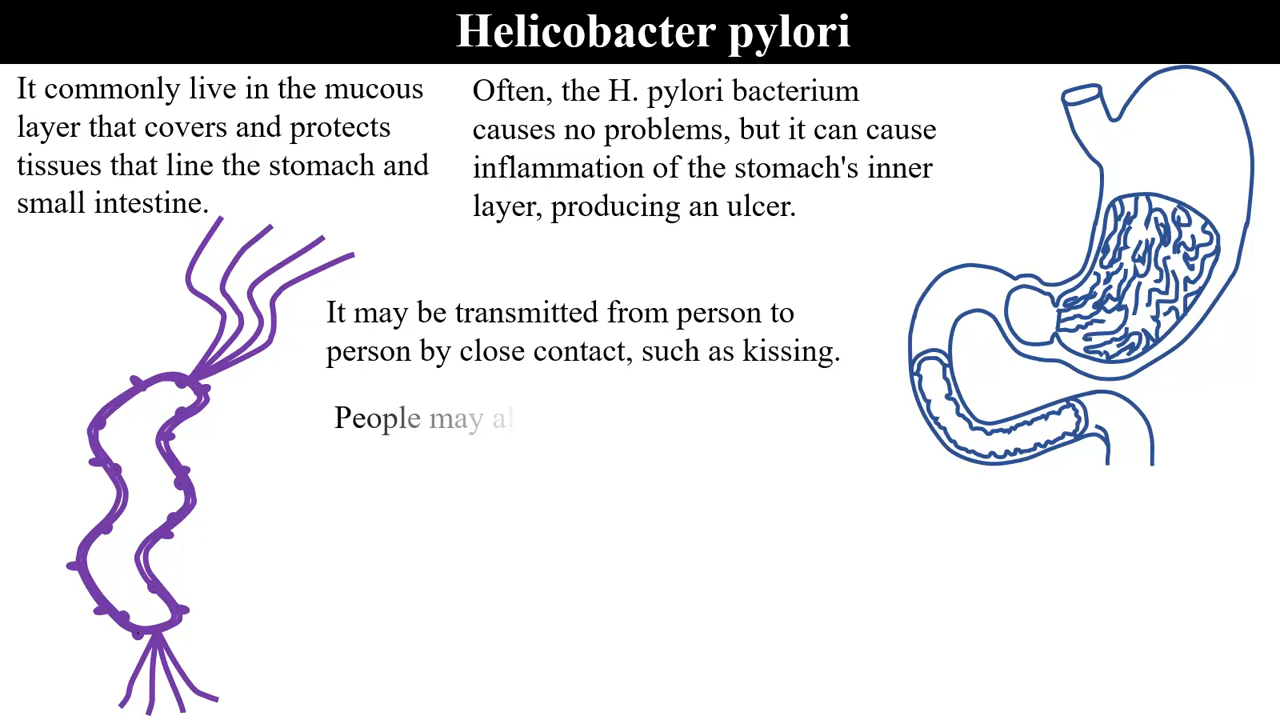 Helicobacter pylori
It commonly live in the mucous
layer that covers and protects
tissues that line the stomach and
small intestine.
Often, the H. pylori bacterium
causes no problems, but it can cause
inflammation of the stomach's inner
layer, producing an ulcer.
It may be transmitted from person to
person by close contact, such as kissing.
People may